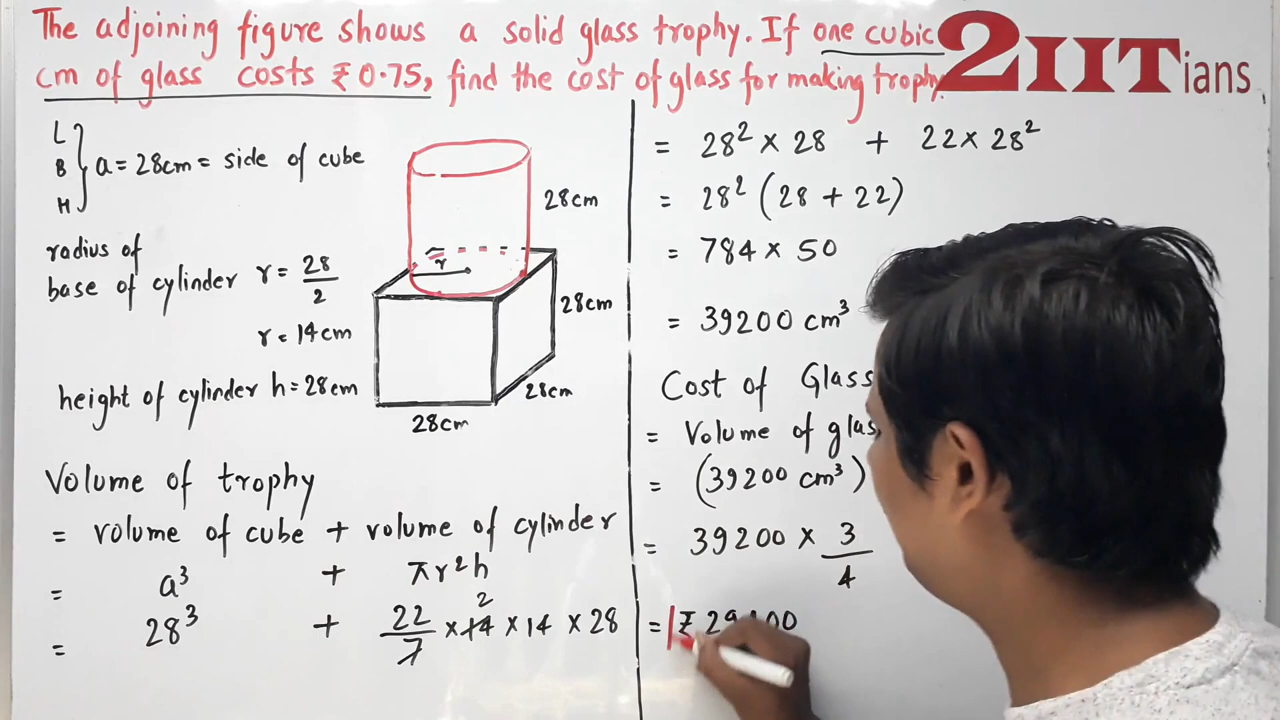 The adjoining figure shows a solid glass trophy. If one cubic
cm of glass costs ₹0.75, find the cost of glass for making trophy.
2IITians
L
B
H
a = 28cm = side of cube
radius of
base of cylinder r = 28/2
r = 14cm
height of cylinder h = 28cm
28cm
r
28cm
28cm
28cm
Volume of trophy
= volume of cube + volume of cylinder
= a³ + πr²h
2
= 28³ + 22/7 × 14 × 14 × 28
= 28² × 28 + 22 × 28²
= 28² (28 + 22)
= 784 × 50
= 39200 cm³
Cost of Glass
= Volume of
= (39200 cm³)
= 39200 × 3/4
= ₹